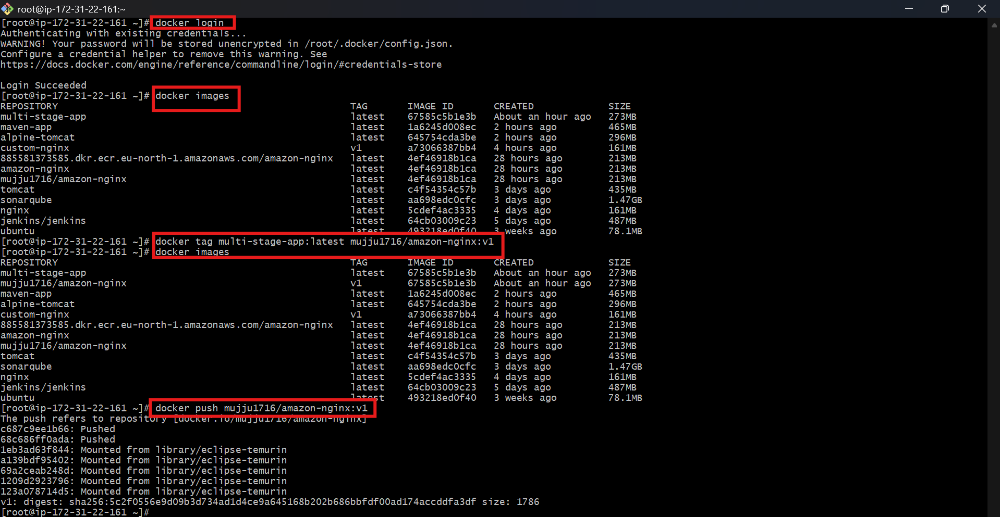 root@ip-172-31-22-161:~
[root@ip-172-31-22-161 ~]# docker login
Authenticating with existing credentials...
WARNING! Your password will be stored unencrypted in /root/.docker/config.json.
Configure a credential helper to remove this warning. See
https://docs.docker.com/engine/reference/commandline/login/#credentials-store

Login Succeeded
[root@ip-172-31-22-161 ~]# docker images
REPOSITORY TAG IMAGE ID CREATED SIZE
multi-stage-app latest 67585c5b1e3b About an hour ago 273MB
maven-app latest 1a6245d008ec 2 hours ago 465MB
alpine-tomcat latest 645754cda3be 2 hours ago 296MB
custom-nginx v1 a73066387bb4 4 hours ago 161MB
885581373585.dkr.ecr.eu-north-1.amazonaws.com/amazon-nginx latest 4ef46918b1ca 28 hours ago 213MB
amazon-nginx latest 4ef46918b1ca 28 hours ago 213MB
mujju1716/amazon-nginx latest 4ef46918b1ca 28 hours ago 213MB
tomcat latest c4f54354c57b 3 days ago 435MB
sonarqube latest aa698edc0cfc 3 days ago 1.47GB
nginx latest 5cdef4ac3335 4 days ago 161MB
jenkins/jenkins latest 64cb03009c23 5 days ago 487MB
ubuntu latest 493218ed0f40 3 weeks ago 78.1MB
[root@ip-172-31-22-161 ~]# docker tag multi-stage-app:latest mujju1716/amazon-nginx:v1
[root@ip-172-31-22-161 ~]# docker images
REPOSITORY TAG IMAGE ID CREATED SIZE
multi-stage-app latest 67585c5b1e3b About an hour ago 273MB
mujju1716/amazon-nginx v1 67585c5b1e3b About an hour ago 273MB
maven-app latest 1a6245d008ec 2 hours ago 465MB
alpine-tomcat latest 645754cda3be 2 hours ago 296MB
custom-nginx v1 a73066387bb4 4 hours ago 161MB
885581373585.dkr.ecr.eu-north-1.amazonaws.com/amazon-nginx latest 4ef46918b1ca 28 hours ago 213MB
amazon-nginx latest 4ef46918b1ca 28 hours ago 213MB
mujju1716/amazon-nginx latest 4ef46918b1ca 28 hours ago 213MB
tomcat latest c4f54354c57b 3 days ago 435MB
sonarqube latest aa698edc0cfc 3 days ago 1.47GB
nginx latest 5cdef4ac3335 4 days ago 161MB
jenkins/jenkins latest 64cb03009c23 5 days ago 487MB
ubuntu latest 493218ed0f40 3 weeks ago 78.1MB
[root@ip-172-31-22-161 ~]# docker push mujju1716/amazon-nginx:v1
The push refers to repository [docker.io/mujju1716/amazon-nginx]
c687c9ee1b66: Pushed
68c686ff0ada: Pushed
1eb3ad63f844: Mounted from library/eclipse-temurin
a139bdf95402: Mounted from library/eclipse-temurin
69a2ceab248d: Mounted from library/eclipse-temurin
1209d2923796: Mounted from library/eclipse-temurin
123a078714d5: Mounted from library/eclipse-temurin
v1: digest: sha256:5c2f0556e9d09b3d734ad1d4ce9a645168b202b686bbfdf00ad174accddfa3df size: 1786
[root@ip-172-31-22-161 ~]#